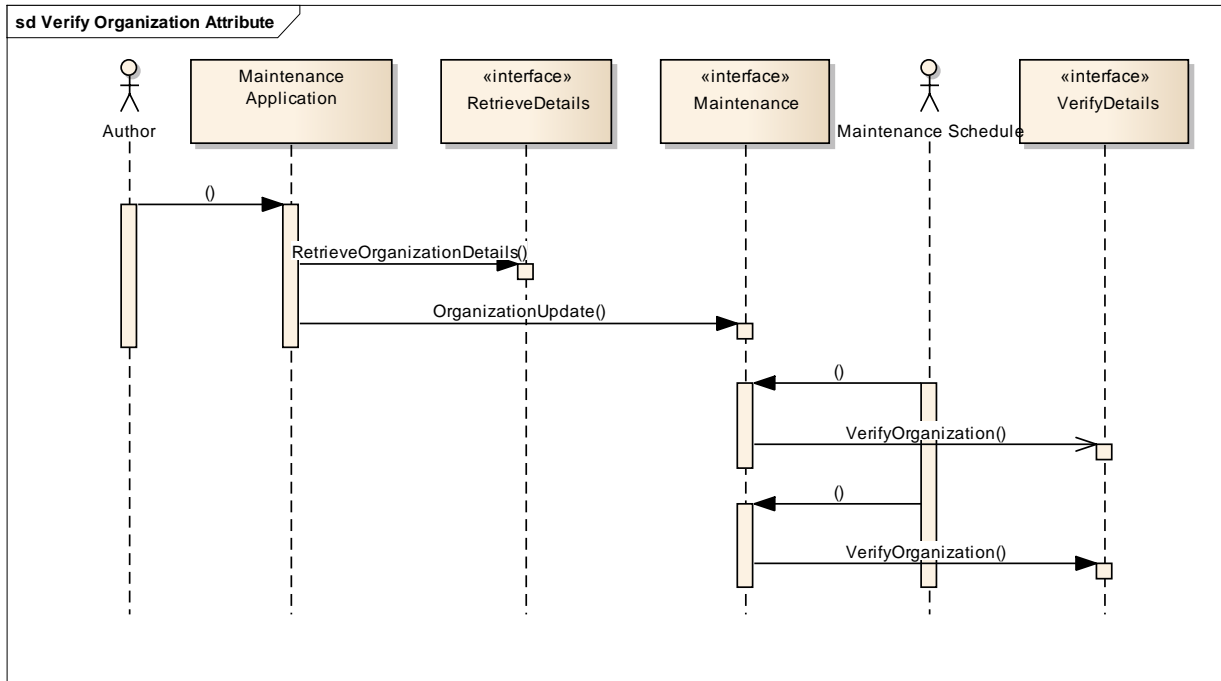 sd Verify Organization Attribute
Author
Maintenance
Application
«interface»
RetrieveDetails
«interface»
Maintenance
Maintenance Schedule
«interface»
VerifyDetails
()
RetrieveOrganizationDetails()
OrganizationUpdate()
()
VerifyOrganization()
()
VerifyOrganization()